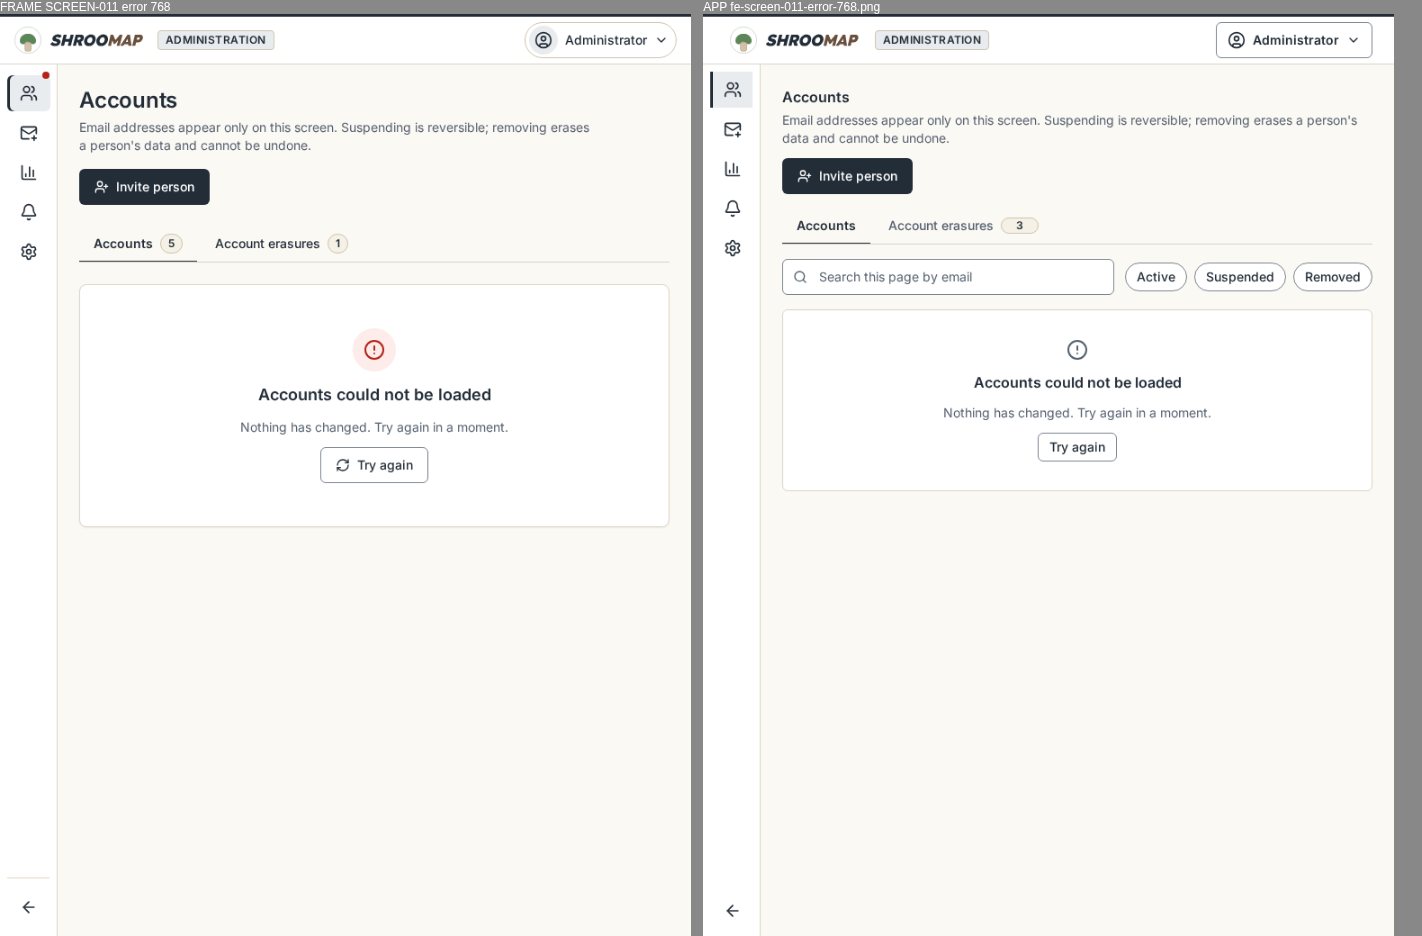 FRAME SCREEN-011 error 768
SHROOMAP
ADMINISTRATION
Administrator
Accounts
Email addresses appear only on this screen. Suspending is reversible; removing erases
a person's data and cannot be undone.
Invite person
Accounts 5
Account erasures 1
Accounts could not be loaded
Nothing has changed. Try again in a moment.
Try again
APP fe-screen-011-error-768.png
SHROOMAP
ADMINISTRATION
Administrator
Accounts
Email addresses appear only on this screen. Suspending is reversible; removing erases a person's
data and cannot be undone.
Invite person
Accounts
Account erasures 3
Search this page by email
Active
Suspended
Removed
Accounts could not be loaded
Nothing has changed. Try again in a moment.
Try again